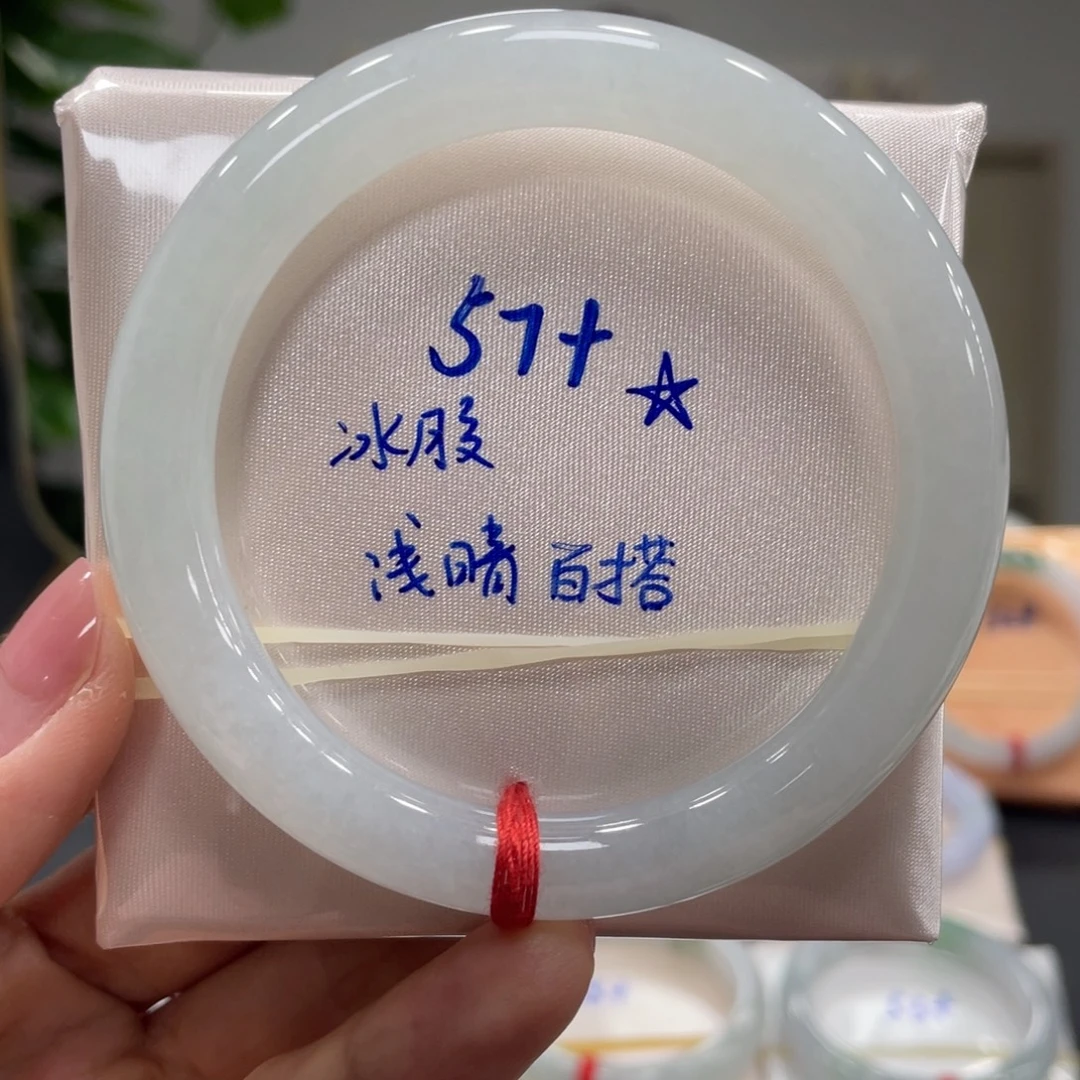 57+ ☆
冰胶
浅晴 百搭